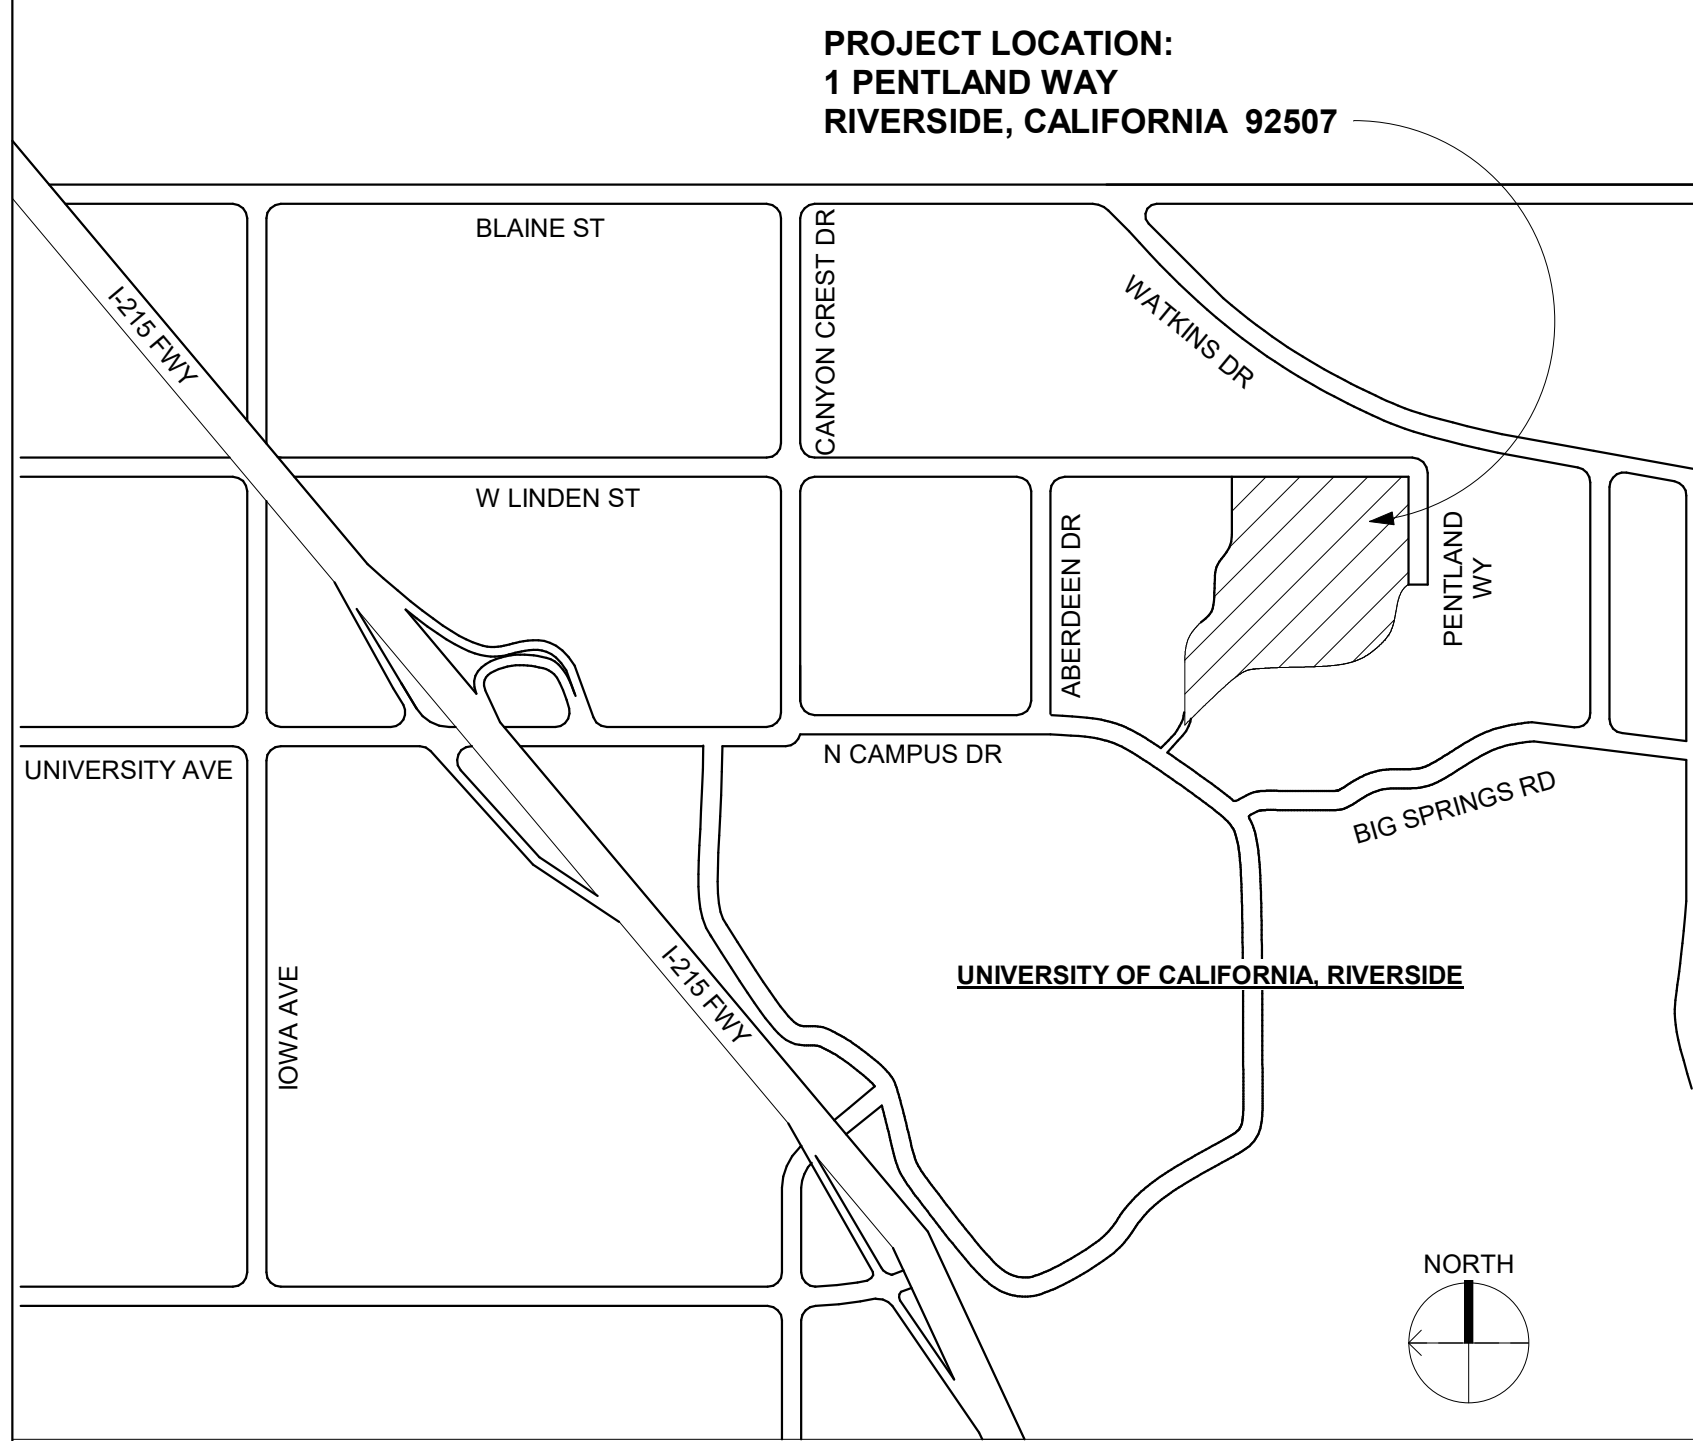 PROJECT LOCATION:
1 PENTLAND WAY
RIVERSIDE, CALIFORNIA 92507
BLAINE ST
CANYON CREST DR
WATKINS DR
I-215 FWY
W LINDEN ST
ABERDEEN DR
PENTLAND
WY
UNIVERSITY AVE
N CAMPUS DR
BIG SPRINGS RD
IOWA AVE
I-215 FWY
UNIVERSITY OF CALIFORNIA, RIVERSIDE
NORTH